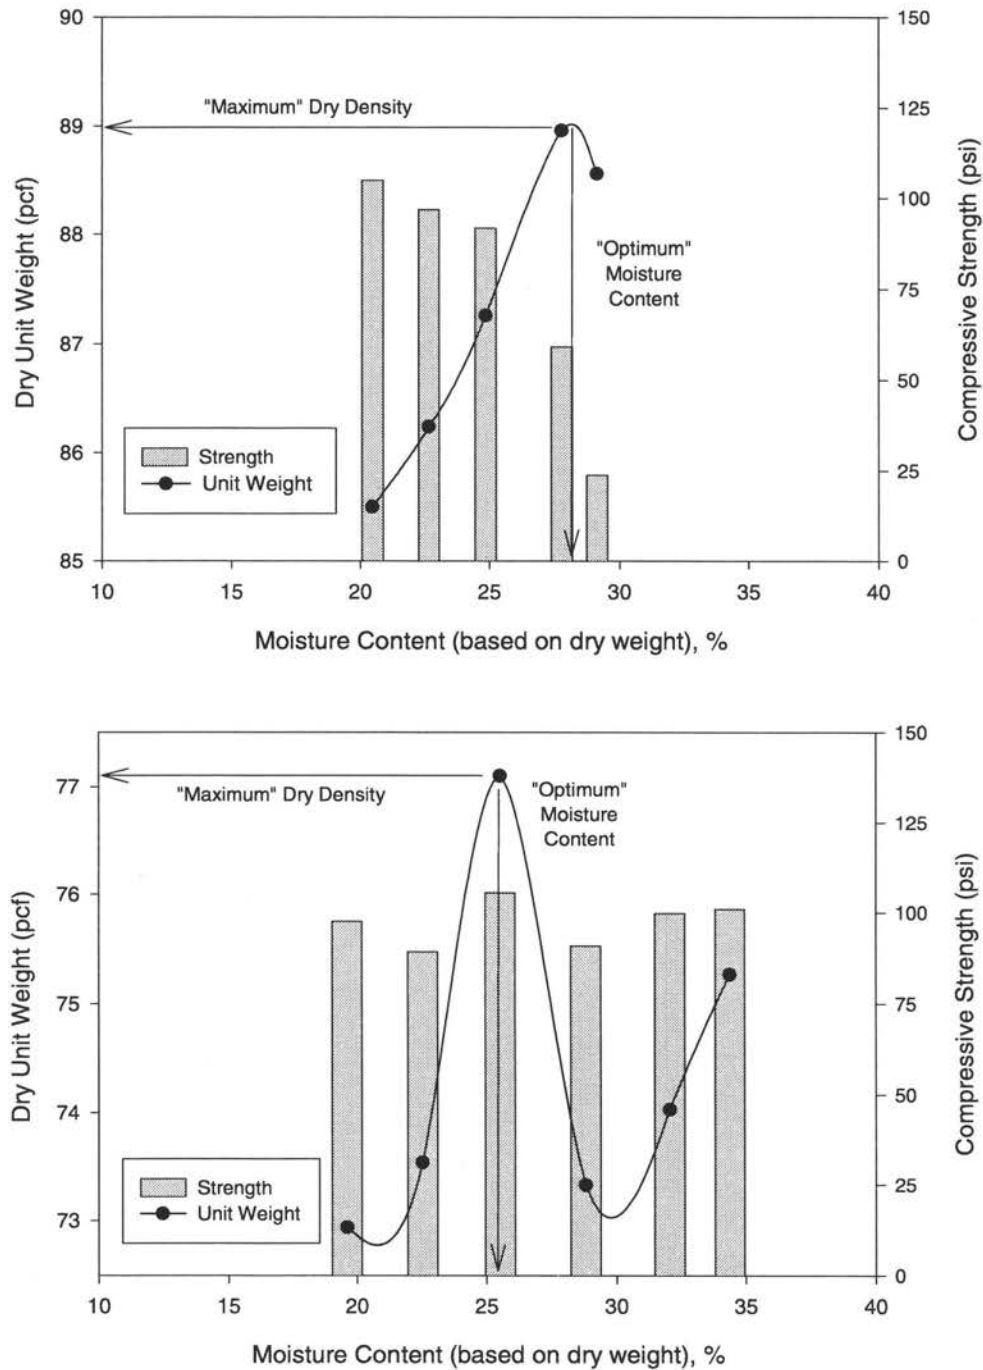 90
89
88
87
86
85
Dry Unit Weight (pcf)
"Maximum" Dry Density
"Optimum"
Moisture
Content
Strength
Unit Weight
150
125
100
75
50
25
0
Compressive Strength (psi)
10 15 20 25 30 35 40
Moisture Content (based on dry weight), %
77
76
75
74
73
Dry Unit Weight (pcf)
"Maximum" Dry Density
"Optimum"
Moisture
Content
Strength
Unit Weight
150
125
100
75
50
25
0
Compressive Strength (psi)
10 15 20 25 30 35 40
Moisture Content (based on dry weight), %